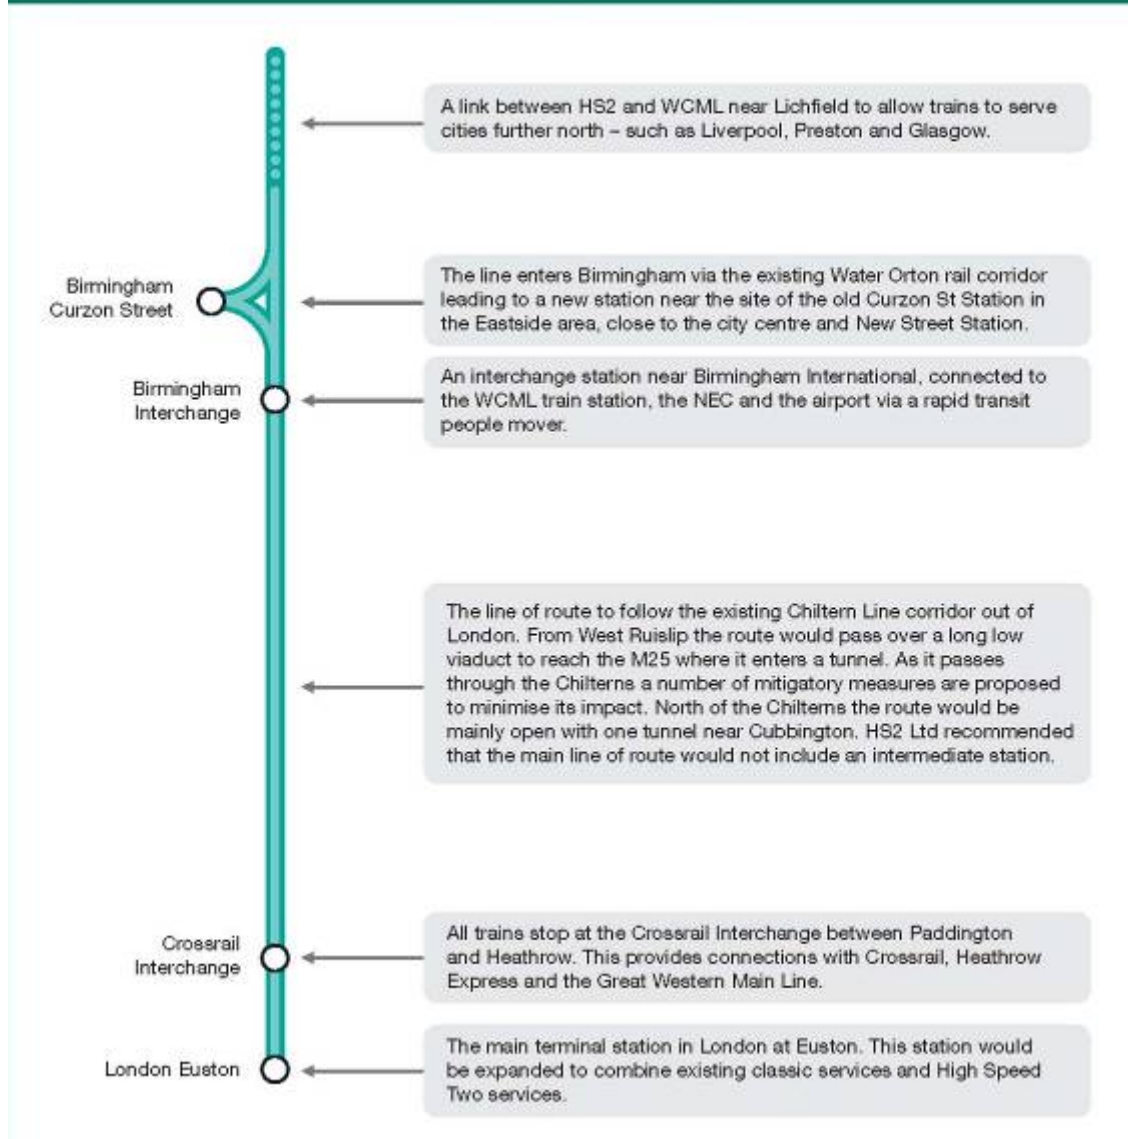 A link between HS2 and WCML near Lichfield to allow trains to serve
cities further north – such as Liverpool, Preston and Glasgow.
Birmingham
Curzon Street
The line enters Birmingham via the existing Water Orton rail corridor
leading to a new station near the site of the old Curzon St Station in
the Eastside area, close to the city centre and New Street Station.
Birmingham
Interchange
An interchange station near Birmingham International, connected to
the WCML train station, the NEC and the airport via a rapid transit
people mover.
The line of route to follow the existing Chiltern Line corridor out of
London. From West Ruislip the route would pass over a long low
viaduct to reach the M25 where it enters a tunnel. As it passes
through the Chilterns a number of mitigatory measures are proposed
to minimise its impact. North of the Chilterns the route would be
mainly open with one tunnel near Cubbington. HS2 Ltd recommended
that the main line of route would not include an intermediate station.
Crossrail
Interchange
All trains stop at the Crossrail Interchange between Paddington
and Heathrow. This provides connections with Crossrail, Heathrow
Express and the Great Western Main Line.
London Euston
The main terminal station in London at Euston. This station would
be expanded to combine existing classic services and High Speed
Two services.